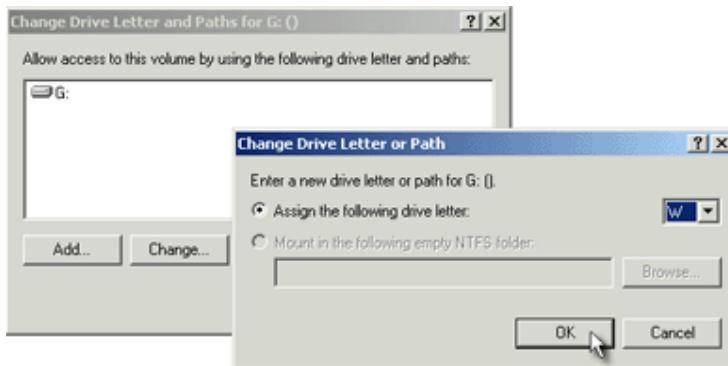 Change Drive Letter and Paths for G: ()
Allow access to this volume by using the following drive letter and paths:
G:
Add...
Change...
Change Drive Letter or Path
Enter a new drive letter or path for G: ().
Assign the following drive letter:
W
Mount in the following empty NTFS folder:
Browse...
OK
Cancel